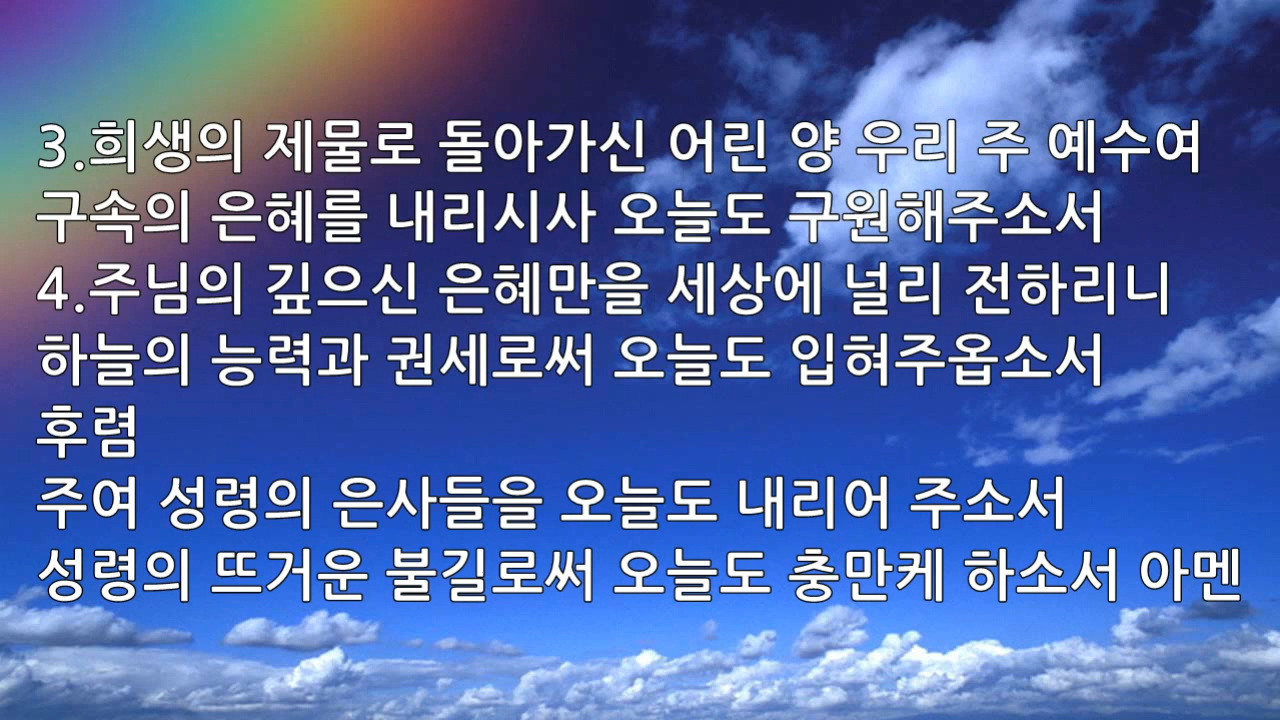 3.희생의 제물로 돌아가신 어린 양 우리 주 예수여
구속의 은혜를 내리시사 오늘도 구원해주소서
4.주님의 깊으신 은혜만을 세상에 널리 전하리니
하늘의 능력과 권세로써 오늘도 입혀주옵소서
후렴
주여 성령의 은사들을 오늘도 내리어 주소서
성령의 뜨거운 불길로써 오늘도 충만케 하소서 아멘